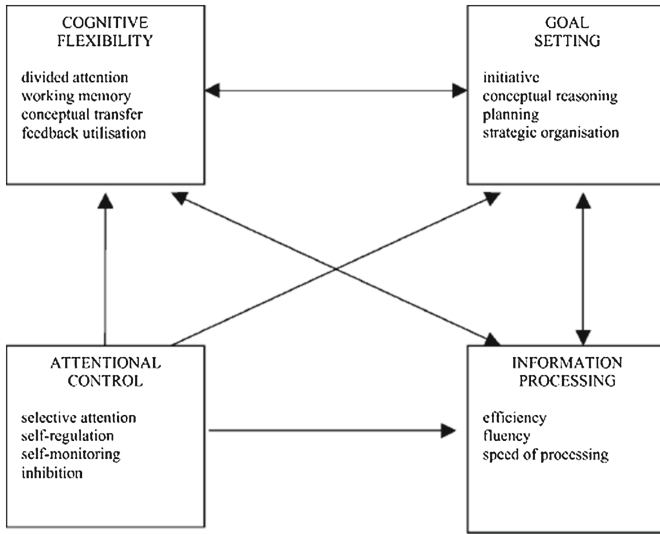 COGNITIVE
FLEXIBILITY
divided attention
working memory
conceptual transfer
feedback utilisation
GOAL
SETTING
initiative
conceptual reasoning
planning
strategic organisation
ATTENTIONAL
CONTROL
selective attention
self-regulation
self-monitoring
inhibition
INFORMATION
PROCESSING
efficiency
fluency
speed of processing